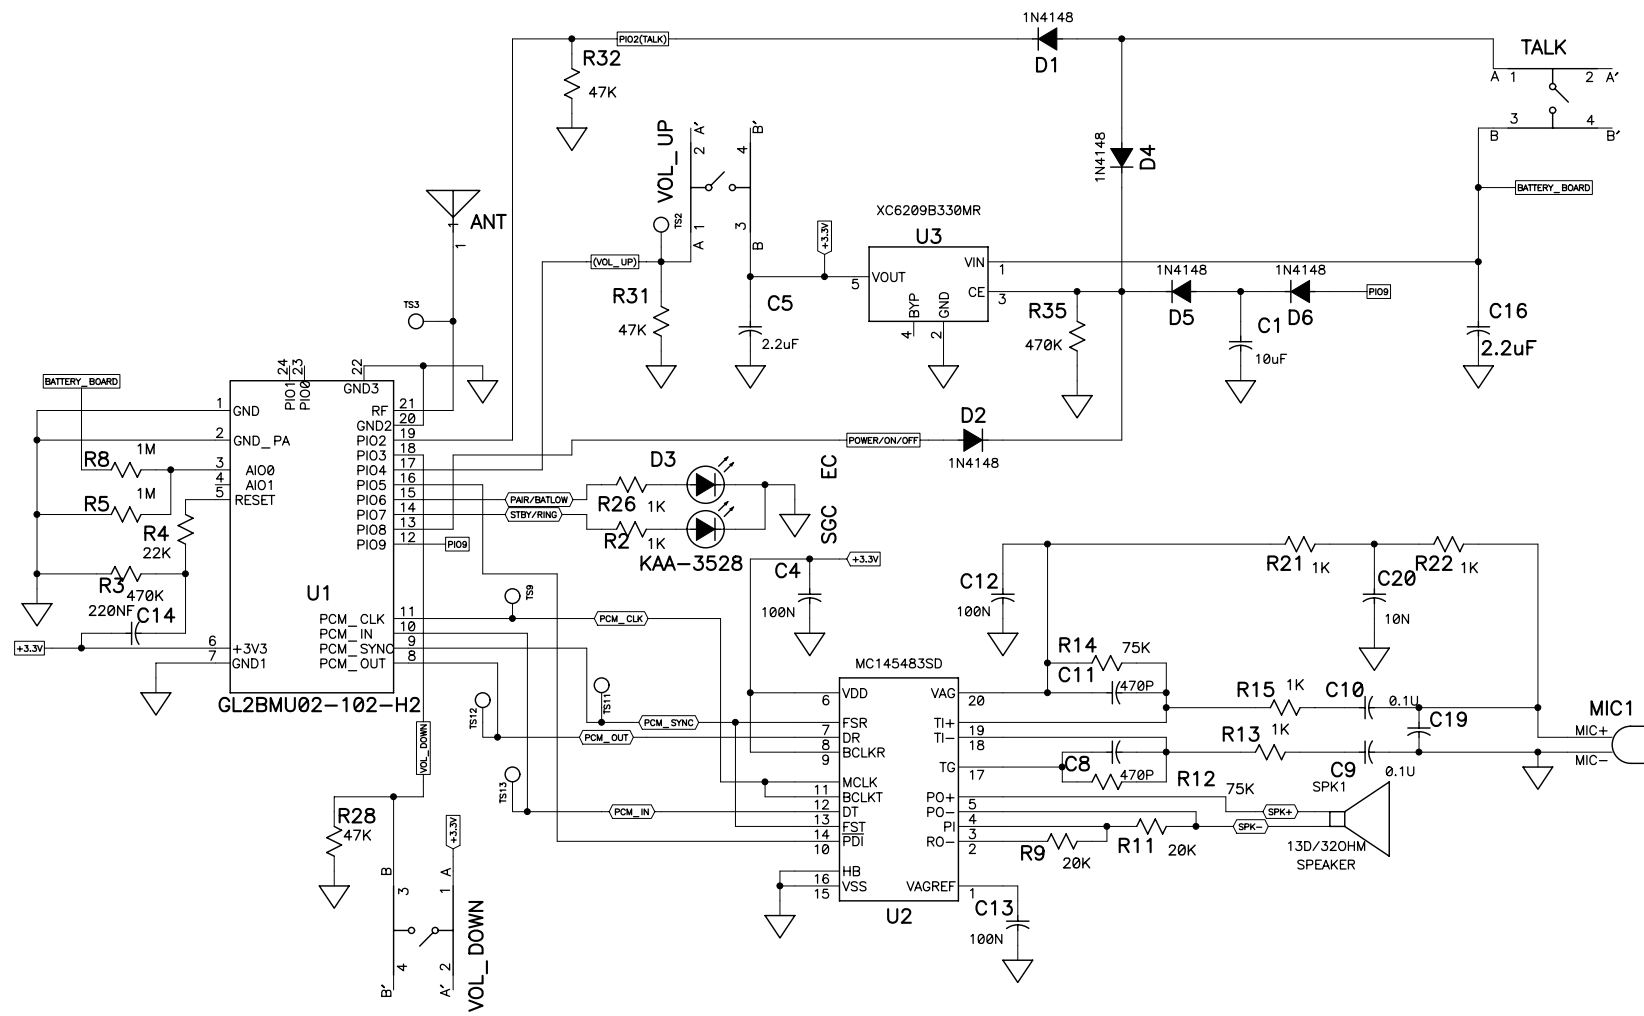 1N4148
D1
PIO2(TALK)
R32
47K
TALK
A 1 2 A'
3 4
B B'
BATTERY_BOARD
1N4148
D4
VOL_UP
A'
2
1
A
B'
4
3
B
TS2
ANT
1
1
TS3
(VOL_UP)
R31
47K
C5
2.2uF
+3.3V
XC6209B330MR
U3
VIN
1
VOUT
5
CE
3
BYP
4
GND
2
R35
470K
1N4148
D5
1N4148
D6
PIO9
C1
10uF
C16
2.2uF
BATTERY_BOARD
24
PIO1
23
PIO0
22
GND3
1 GND
2 GND_PA
3 AIO0
4 AIO1
5 RESET
RF 21
GND2 20
PIO2 19
PIO3 18
PIO4 17
PIO5 16
PIO6 15
PIO7 14
PIO8 13
PIO9 12
PIO9
R8
1M
R5
1M
R4
22K
R3
470K
220NF
C14
+3.3V
6 +3V3
7 GND1
U1
PCM_CLK 11
PCM_IN 10
PCM_SYNC 9
PCM_OUT 8
GL2BMU02-102-H2
POWER/ON/OFF
D2
1N4148
EC
SGC
D3
PAIR/BATLOW
STBY/RING
R26
1K
R2
1K
KAA-3528
TS9
PCM_CLK
TS11
TS12
TS13
PCM_SYNC
PCM_OUT
PCM_IN
C4
100N
+3.3V
MC145483SD
VDD
6
FSR
7
DR
8
BCLKR
9
MCLK
11
BCLKT
12
DT
13
FST
14
PDI
10
HB
16
VSS
15
VAG
20
TI+
19
TI-
18
TG
17
PO+
5
PO-
4
PI
3
RO-
2
VAGREF
1
U2
C13
100N
C12
100N
R21
1K
C20
10N
R22
1K
R14
75K
C11
470P
R15
1K
C10
0.1U
C19
MIC1
MIC+
MIC-
R13
1K
C9
0.1U
C8
470P
R12
75K
SPK1
SPK+
SPK-
13D/32OHM
SPEAKER
R9
20K
R11
20K
VOL_DOWN
R28
47K
+3.3V
B
3
4
B'
A
1
2
A'
VOL_DOWN